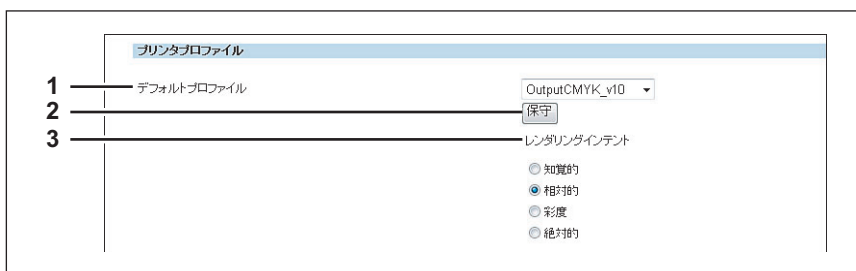 プリンタプロファイル
1 デフォルトプロファイル OutputCMYK_v10
2 保守
3 レンダリングインテント
知覚的
相対的
彩度
絶対的